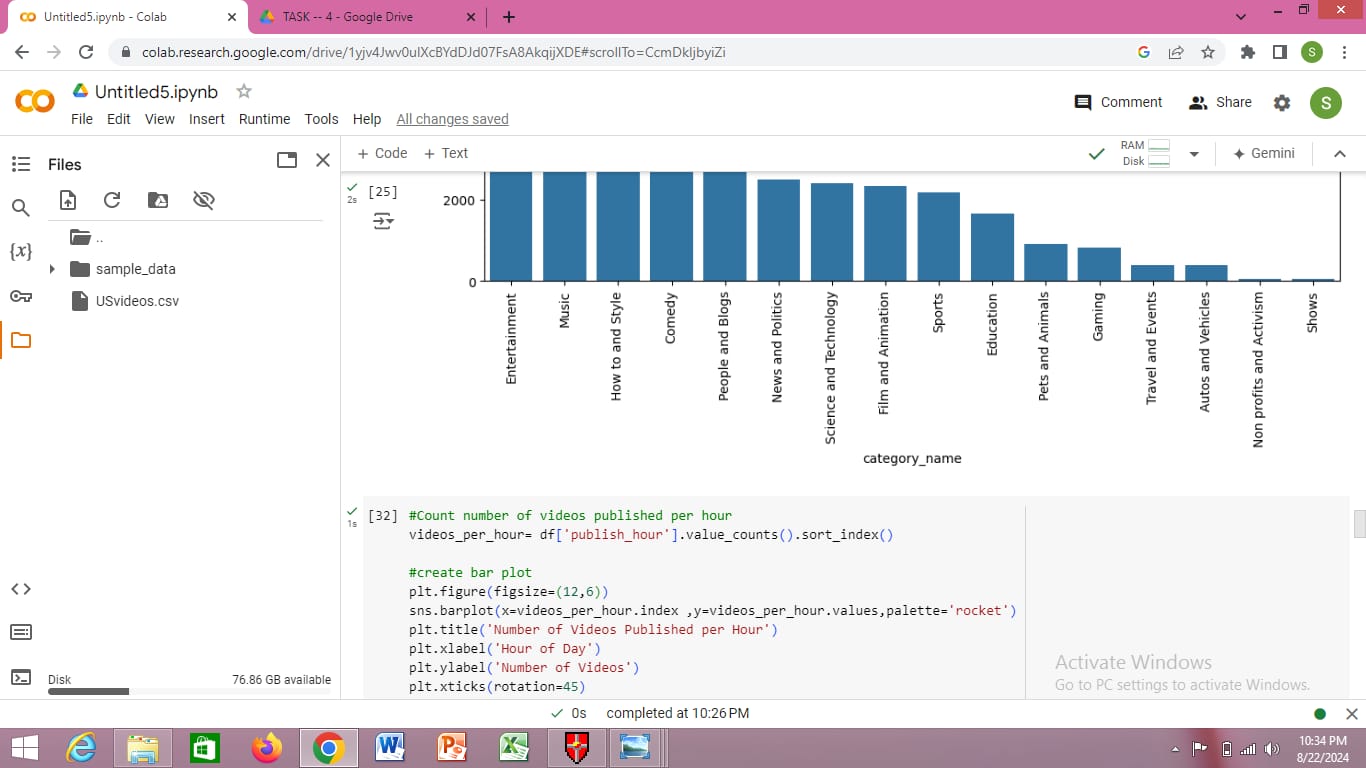 Untitled5.ipynb - Colab
TASK -- 4 - Google Drive
colab.research.google.com/drive/1yjv4Jwv0uIXcBYdDJd07FsA8AkqijXDE#scrollTo=CcmDkIjbyiZi
S
Untitled5.ipynb
Comment
Share
S
File Edit View Insert Runtime Tools Help All changes saved
Files
+ Code + Text
RAM
Disk
Gemini
..
sample_data
USvideos.csv
{x}
[25]
2s
2000
0
Entertainment
Music
How to and Style
Comedy
People and Blogs
News and Politics
Science and Technology
Film and Animation
Sports
Education
Pets and Animals
Gaming
Travel and Events
Autos and Vehicles
Non profits and Activism
Shows
category_name
[32]
1s
#Count number of videos published per hour
videos_per_hour= df['publish_hour'].value_counts().sort_index()
#create bar plot
plt.figure(figsize=(12,6))
sns.barplot(x=videos_per_hour.index ,y=videos_per_hour.values,palette='rocket')
plt.title('Number of Videos Published per Hour')
plt.xlabel('Hour of Day')
plt.ylabel('Number of Videos')
plt.xticks(rotation=45)
Activate Windows
Go to PC settings to activate Windows.
Disk
76.86 GB available
0s completed at 10:26 PM
10:34 PM
8/22/2024